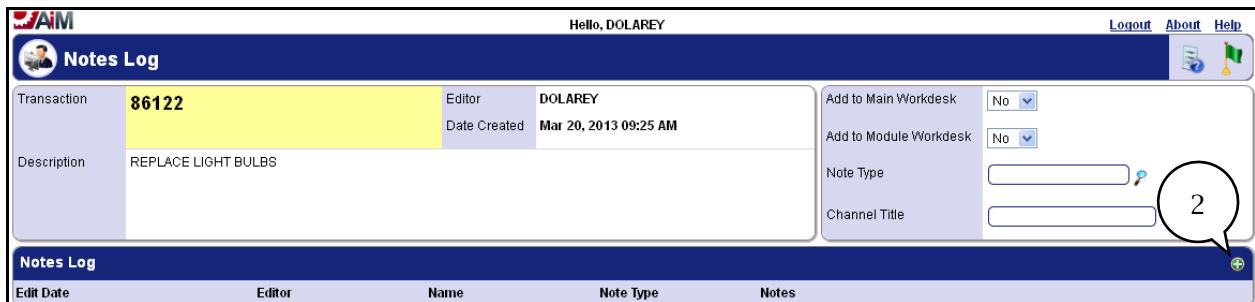 AiM
Hello, DOLAREY
Logout About Help
Notes Log
Transaction 86122
Editor DOLAREY
Date Created Mar 20, 2013 09:25 AM
Description REPLACE LIGHT BULBS
Add to Main Workdesk No
Add to Module Workdesk No
Note Type
Channel Title
2
Notes Log
Edit Date Editor Name Note Type Notes